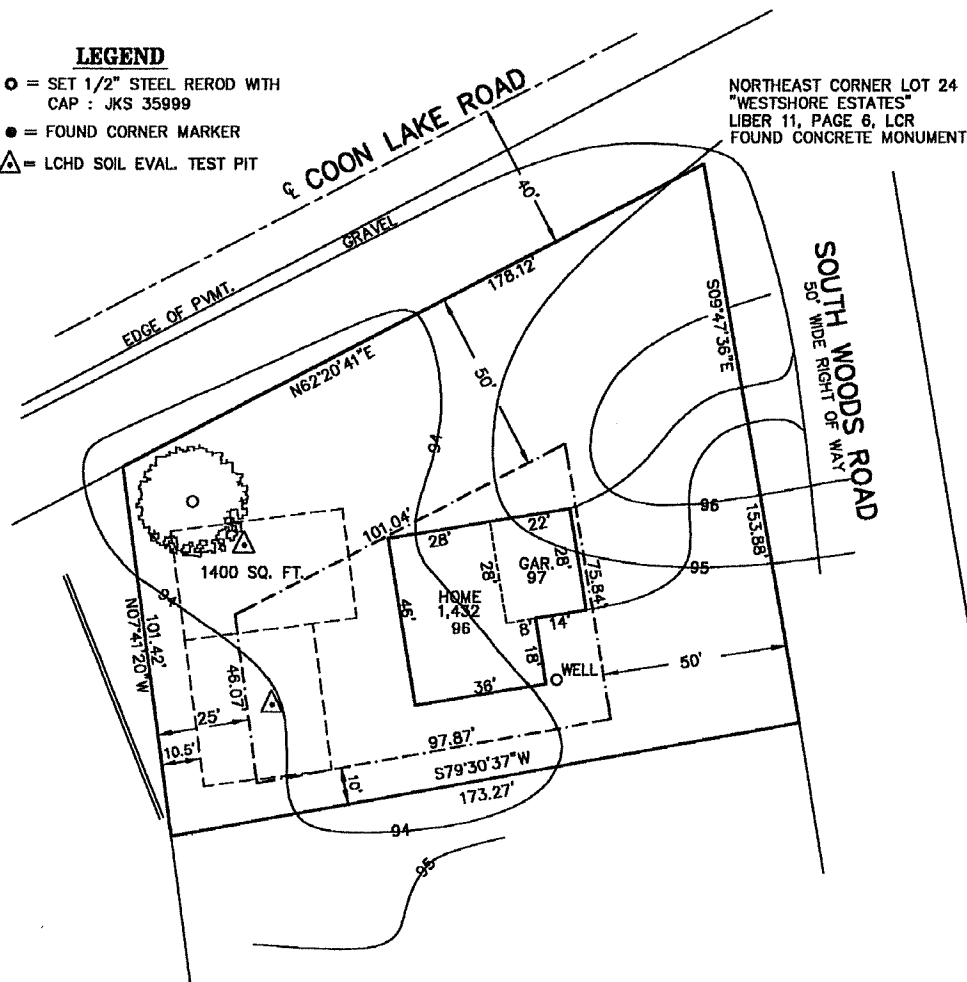 LEGEND
= SET 1/2" STEEL REROD WITH
CAP : JKS 35999
= FOUND CORNER MARKER
= LCHD SOIL EVAL. TEST PIT
NORTHEAST CORNER LOT 24
"WESTSHORE ESTATES"
LIBER 11, PAGE 6, LCR
FOUND CONCRETE MONUMENT
℄ COON LAKE ROAD
40'
GRAVEL
EDGE OF PVMT.
178.12'
N62°20'41"E
50'
S09°47'36"E
SOUTH WOODS ROAD
50' WIDE RIGHT OF WAY
94
96
153.88'
95
101.04'
28'
22'
28'
28'
GAR.
97
75.84'
1400 SQ. FT.
HOME
1,432
96
46'
8'
14'
18'
WELL
50'
36'
94
N07°41'20"W
101.42'
46.07'
25'
10.5'
97.87'
S79°30'37"W
173.27'
10'
94
95